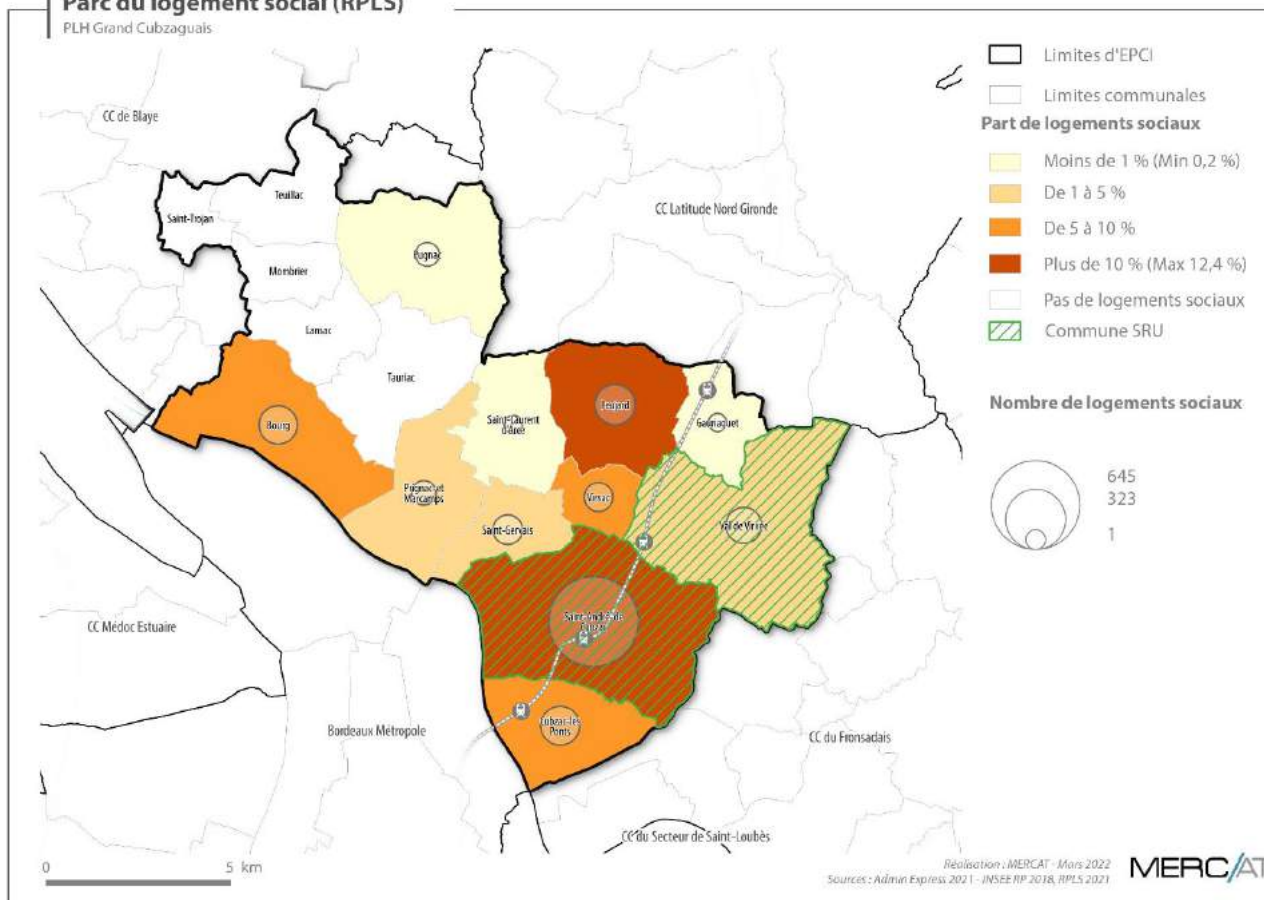 Parc du logement social (RPLS)
PLH Grand Cubzaguais
Limites d'EPCI
Limites communales
Part de logements sociaux
Moins de 1 % (Min 0,2 %)
De 1 à 5 %
De 5 à 10 %
Plus de 10 % (Max 12,4 %)
Pas de logements sociaux
Commune SRU
Nombre de logements sociaux
645
323
1
CC de Blaye
Teuillac
Saint-Trojan
CC Latitude Nord Gironde
Pugnac
Mombrier
Lansac
Tauriac
Saint-Laurent
d'Arce
Peujard
Gauriaguet
Bourg
Prignac et
Marcamps
Virsac
Saint-Gervais
Val de Virvée
CC Médoc Estuaire
Saint-André-de
Cubzac
Bordeaux Métropole
Cubzac-les
Ponts
CC du Fronsadais
CC du Secteur de Saint-Loubès
0 5 km
Réalisation : MERCAT - Mars 2022
Sources : Admin Express 2021 - INSEE RP 2018, RPLS 2021
MERC/AT